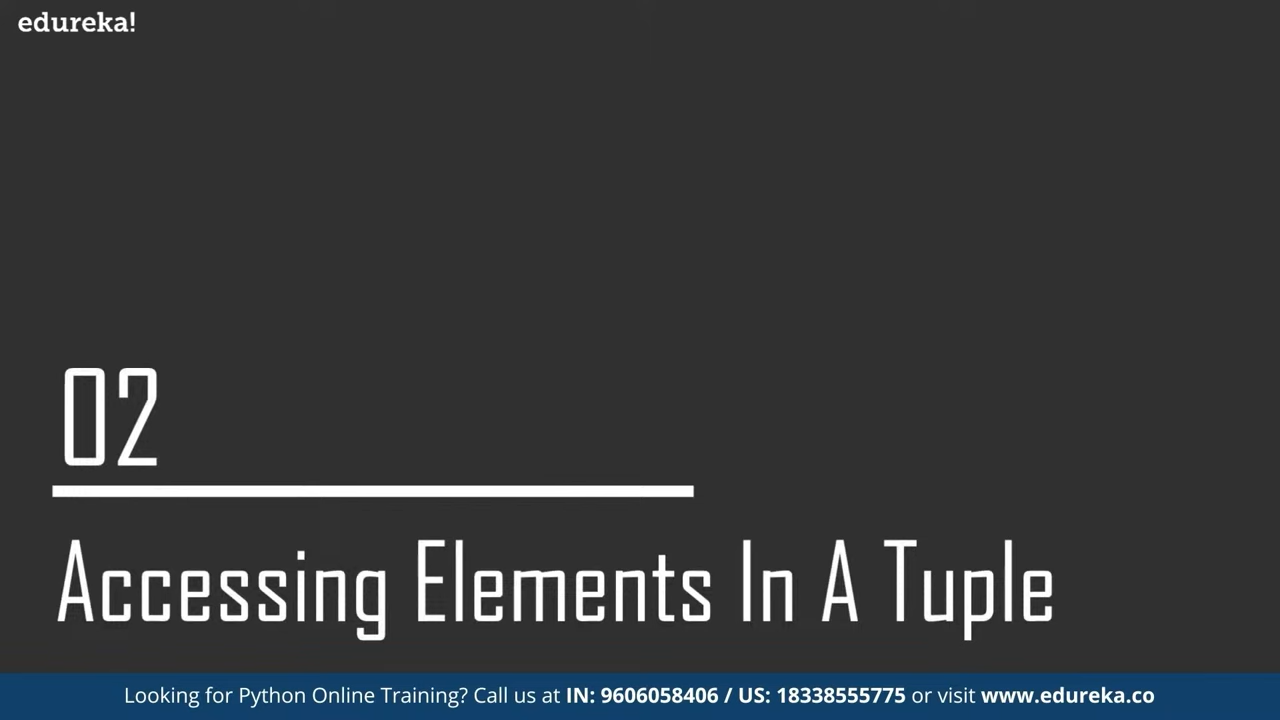 edureka!
02
Accessing Elements In A Tuple
Looking for Python Online Training? Call us at IN: 9606058406 / US: 18338555775 or visit www.edureka.co